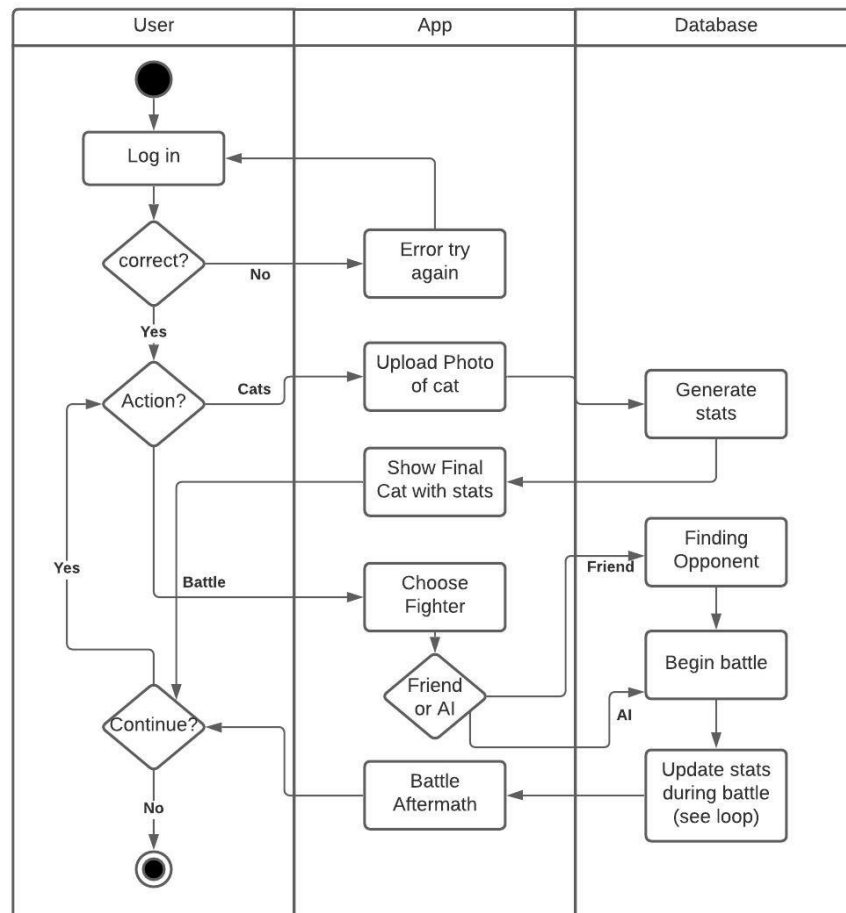 User
App
Database
Log in
correct?
No
Error try
again
Yes
Action?
Cats
Upload Photo
of cat
Generate
stats
Show Final
Cat with stats
Finding
Opponent
Yes
Battle
Friend
Choose
Fighter
Begin battle
Friend
or AI
AI
Continue?
Update stats
during battle
(see loop)
Battle
Aftermath
No